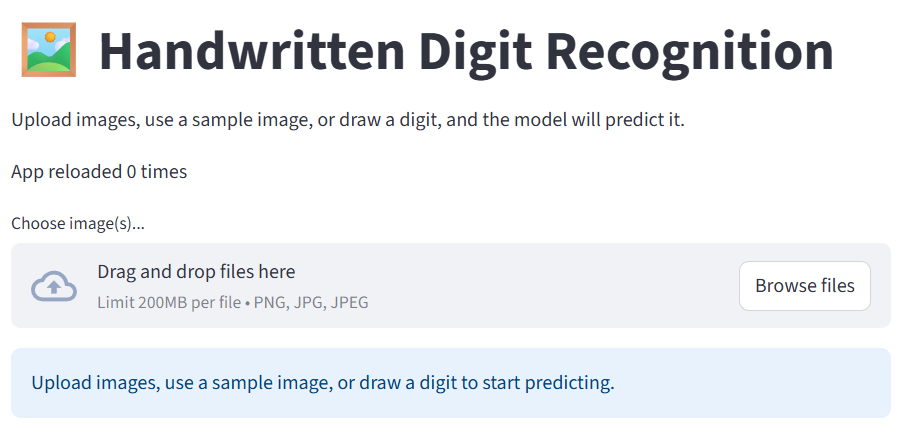 Handwritten Digit Recognition
Upload images, use a sample image, or draw a digit, and the model will predict it.
App reloaded 0 times
Choose image(s)...
Drag and drop files here
Limit 200MB per file • PNG, JPG, JPEG
Browse files
Upload images, use a sample image, or draw a digit to start predicting.